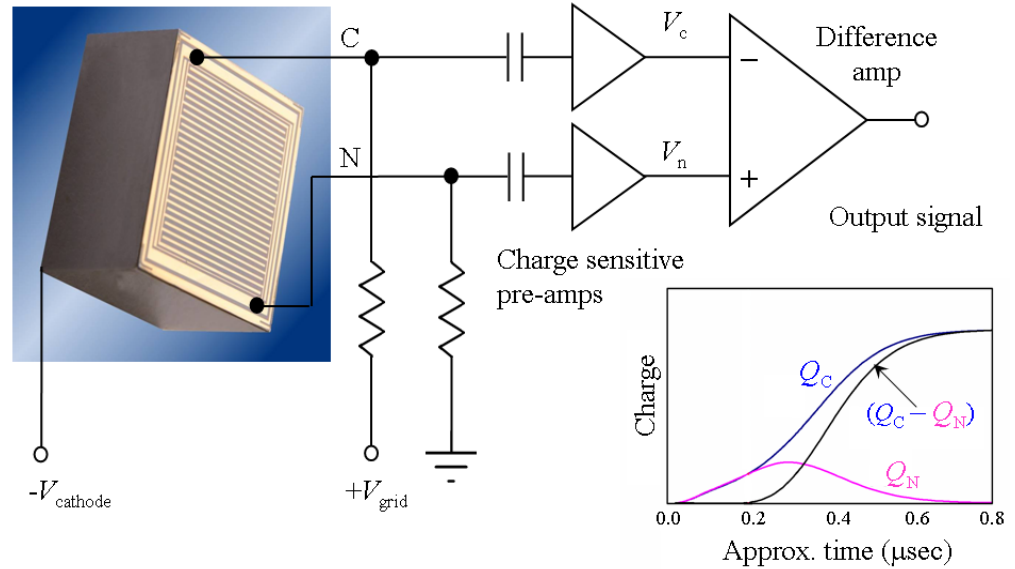 C
V_c
−
Difference
amp
N
V_n
+
Output signal
Charge sensitive
pre-amps
-V_cathode
+V_grid
Charge
Q_C
(Q_C − Q_N)
Q_N
0.0 0.2 0.4 0.6 0.8
Approx. time (μsec)